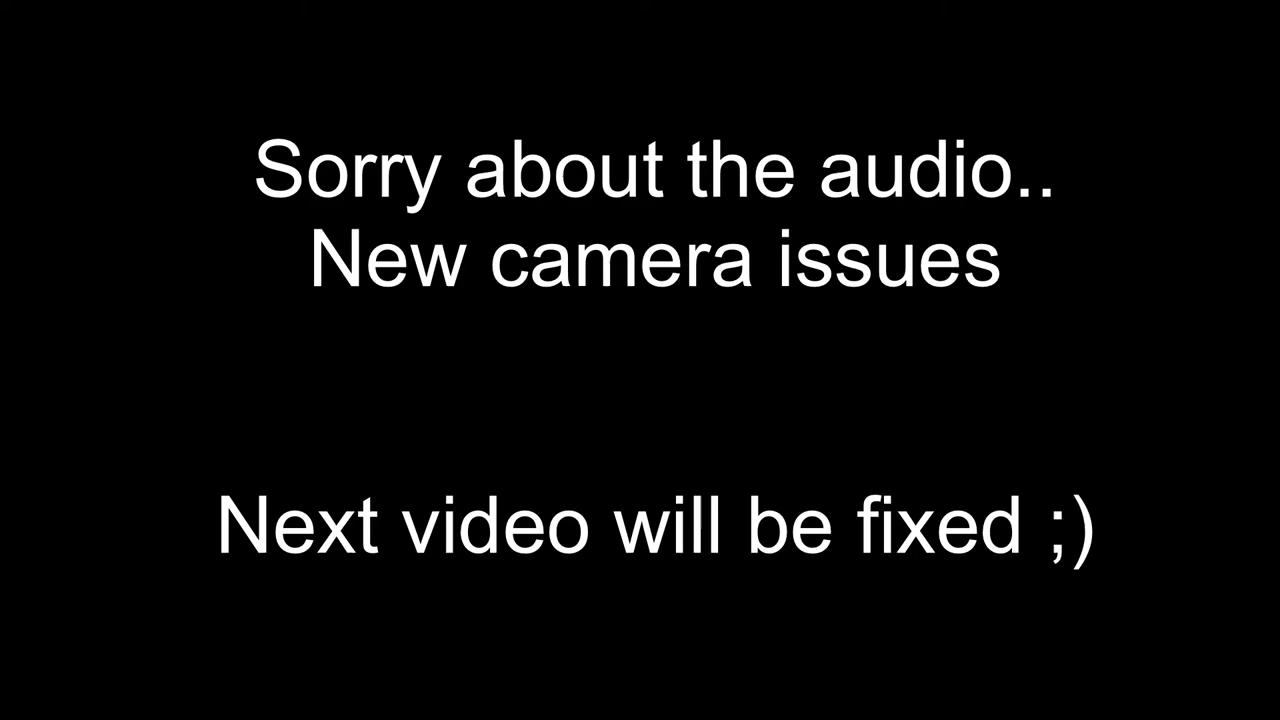 Sorry about the audio..
New camera issues
Next video will be fixed ;)